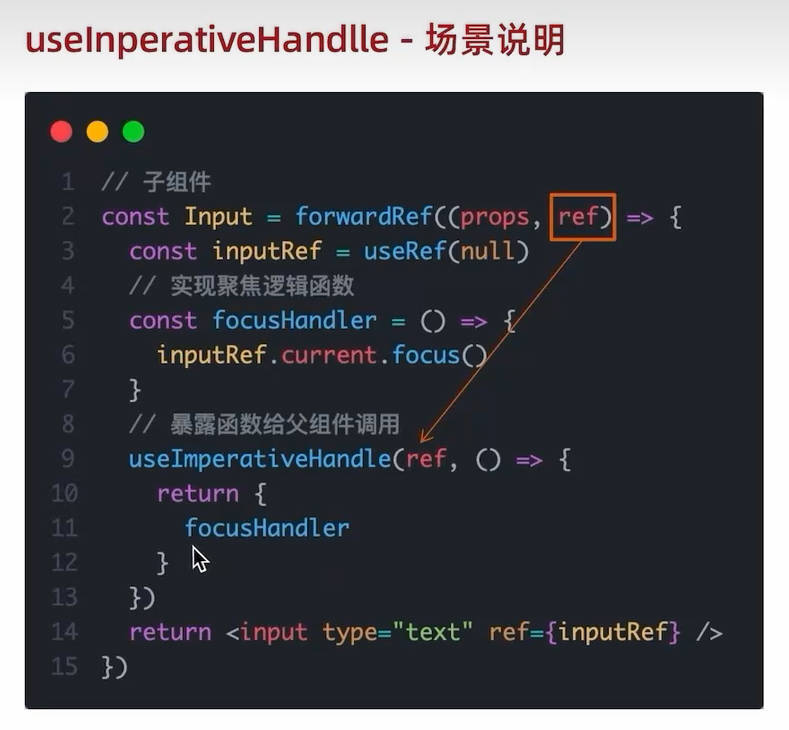 useInperativeHandlle - 场景说明
1 // 子组件
2 const Input = forwardRef((props, ref) => {
3   const inputRef = useRef(null)
4   // 实现聚焦逻辑函数
5   const focusHandler = () => {
6     inputRef.current.focus()
7   }
8   // 暴露函数给父组件调用
9   useImperativeHandle(ref, () => {
10     return {
11       focusHandler
12     }
13   })
14   return <input type="text" ref={inputRef} />
15 })